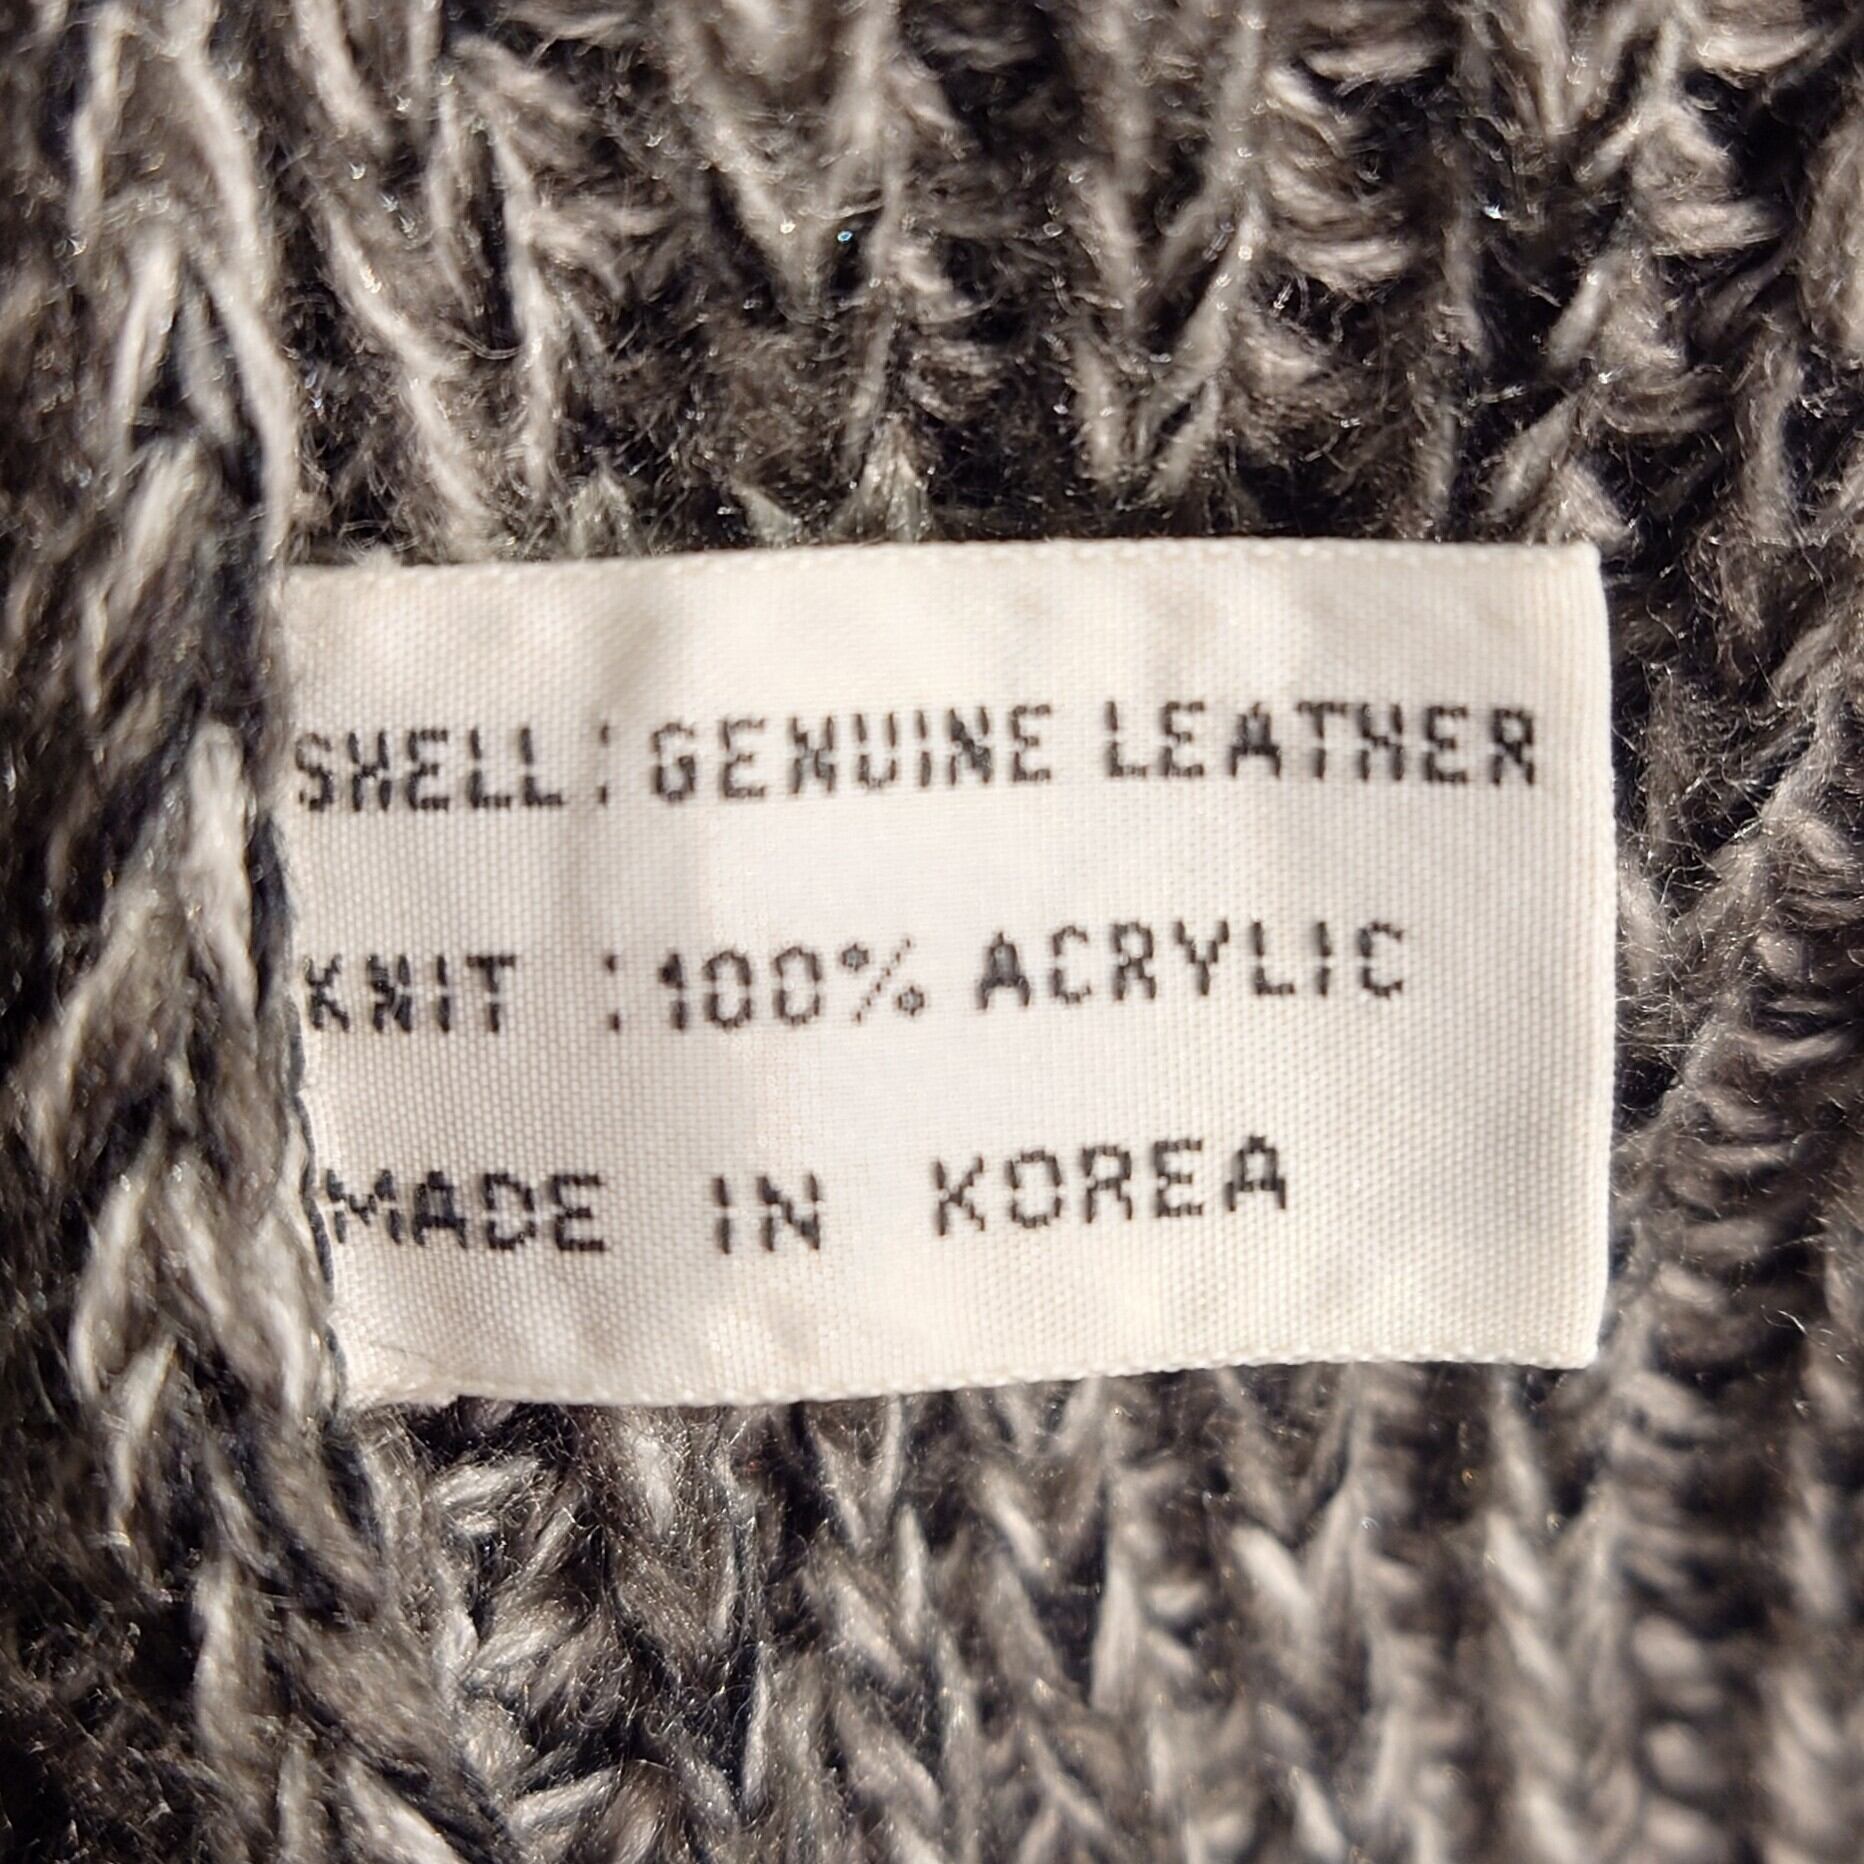 SHELL : GENUINE LEATHER
KNIT : 100% ACRYLIC
MADE IN KOREA